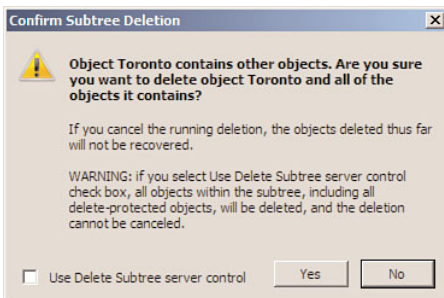 Confirm Subtree Deletion
Object Toronto contains other objects. Are you sure
you want to delete object Toronto and all of the
objects it contains?
If you cancel the running deletion, the objects deleted thus far
will not be recovered.
WARNING: if you select Use Delete Subtree server control
check box, all objects within the subtree, including all
delete-protected objects, will be deleted, and the deletion
cannot be canceled.
Use Delete Subtree server control
Yes
No